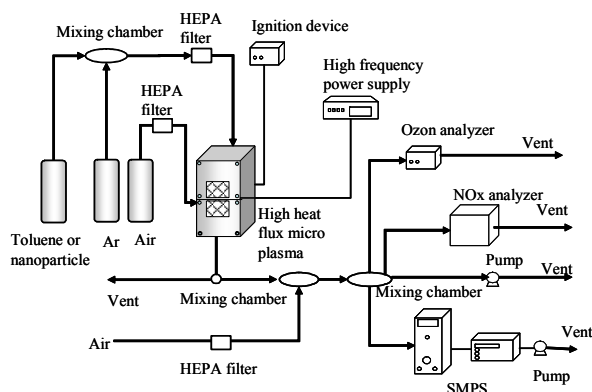 HEPA
filter
Mixing chamber
Ignition device
High frequency
power supply
HEPA
filter
Ozon analyzer
Vent
NOx analyzer
Vent
Toluene or
nanoparticle
Ar
Air
High heat
flux micro
plasma
Pump
Vent
Vent
Mixing chamber
Mixing chamber
Air
HEPA filter
Vent
SMPS
Pump